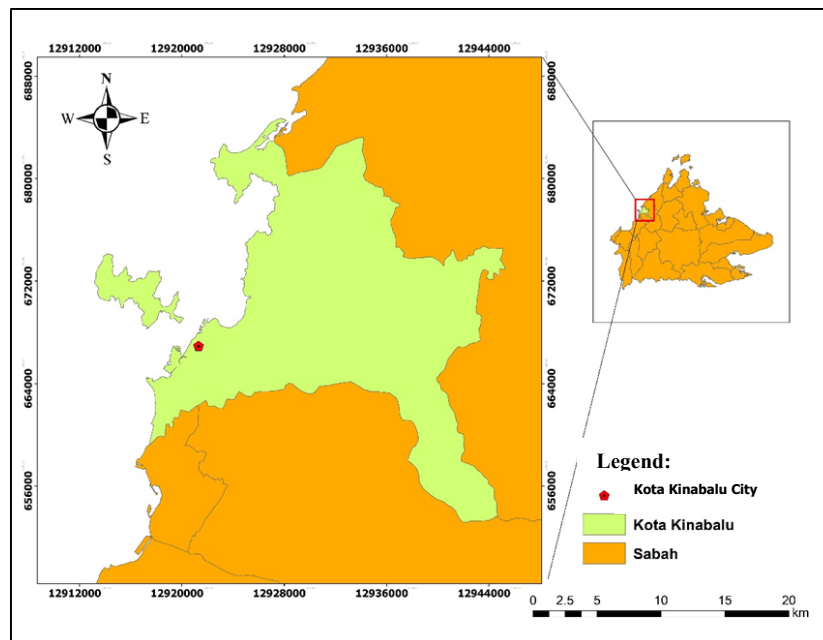 12912000 12920000 12928000 12936000 12944000
688000
680000
672000
664000
656000
N
W E
S
688000
680000
672000
664000
656000
12912000 12920000 12928000 12936000 12944000
Legend:
Kota Kinabalu City
Kota Kinabalu
Sabah
0 2.5 5 10 15 20
km